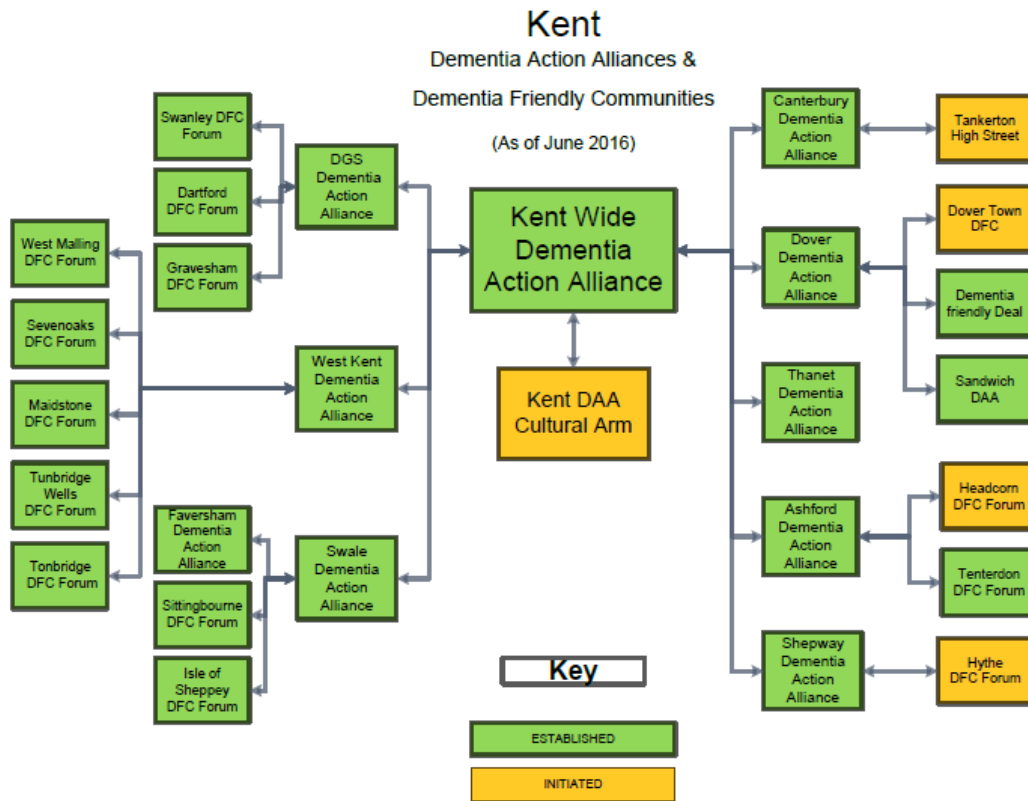 Kent
Dementia Action Alliances &
Dementia Friendly Communities
(As of June 2016)
Swanley DFC
Forum
Dartford
DFC Forum
Gravesham
DFC Forum
DGS
Dementia
Action
Alliance
West Malling
DFC Forum
Sevenoaks
DFC Forum
Maidstone
DFC Forum
Tunbridge
Wells
DFC Forum
Tonbridge
DFC Forum
West Kent
Dementia
Action
Alliance
Faversham
Dementia
Action
Alliance
Sittingbourne
DFC Forum
Isle of
Sheppey
DFC Forum
Swale
Dementia
Action
Alliance
Kent Wide
Dementia
Action Alliance
Kent DAA
Cultural Arm
Canterbury
Dementia
Action
Alliance
Tankerton
High Street
Dover
Dementia
Action
Alliance
Dover Town
DFC
Dementia
friendly Deal
Sandwich
DAA
Thanet
Dementia
Action
Alliance
Ashford
Dementia
Action
Alliance
Headcorn
DFC Forum
Tenterdon
DFC Forum
Shepway
Dementia
Action
Alliance
Hythe
DFC Forum
Key
ESTABLISHED
INITIATED